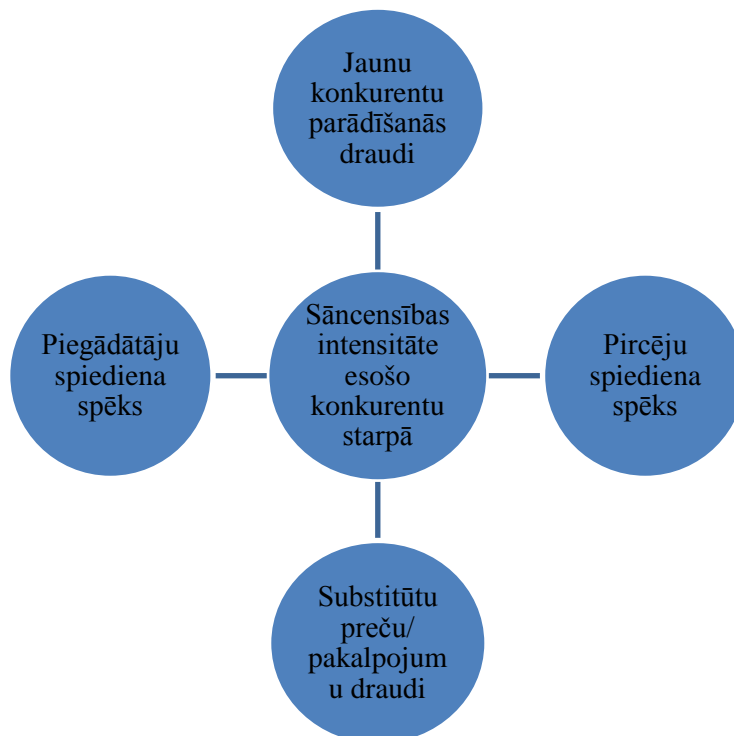 Jaunu
konkurentu
parādīšanās
draudi
Piegādātāju
spiediena
spēks
Sāncensības
intensitāte
esošo
konkurentu
starpā
Pircēju
spiediena
spēks
Substitūtu
preču/
pakalpojum
u draudi